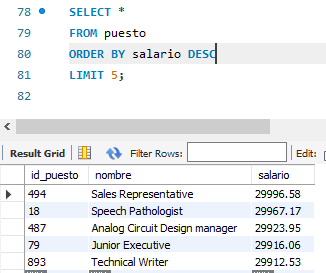 78 SELECT *
79 FROM puesto
80 ORDER BY salario DESC
81 LIMIT 5;
82
Result Grid Filter Rows: Edit:
id_puesto nombre salario
494 Sales Representative 29996.58
18 Speech Pathologist 29967.17
487 Analog Circuit Design manager 29923.95
79 Junior Executive 29916.06
893 Technical Writer 29912.53